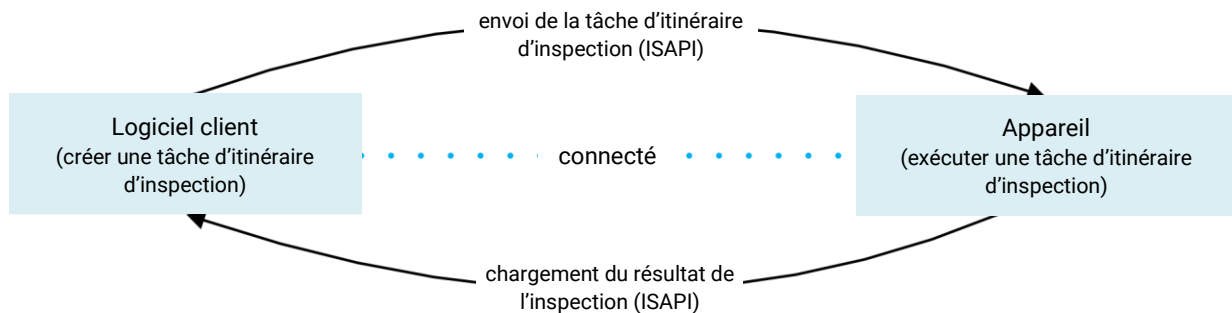 envoi de la tâche d’itinéraire
d’inspection (ISAPI)
Logiciel client
(créer une tâche d’itinéraire
d’inspection)
connecté
Appareil
(exécuter une tâche d’itinéraire
d’inspection)
chargement du résultat de
l’inspection (ISAPI)